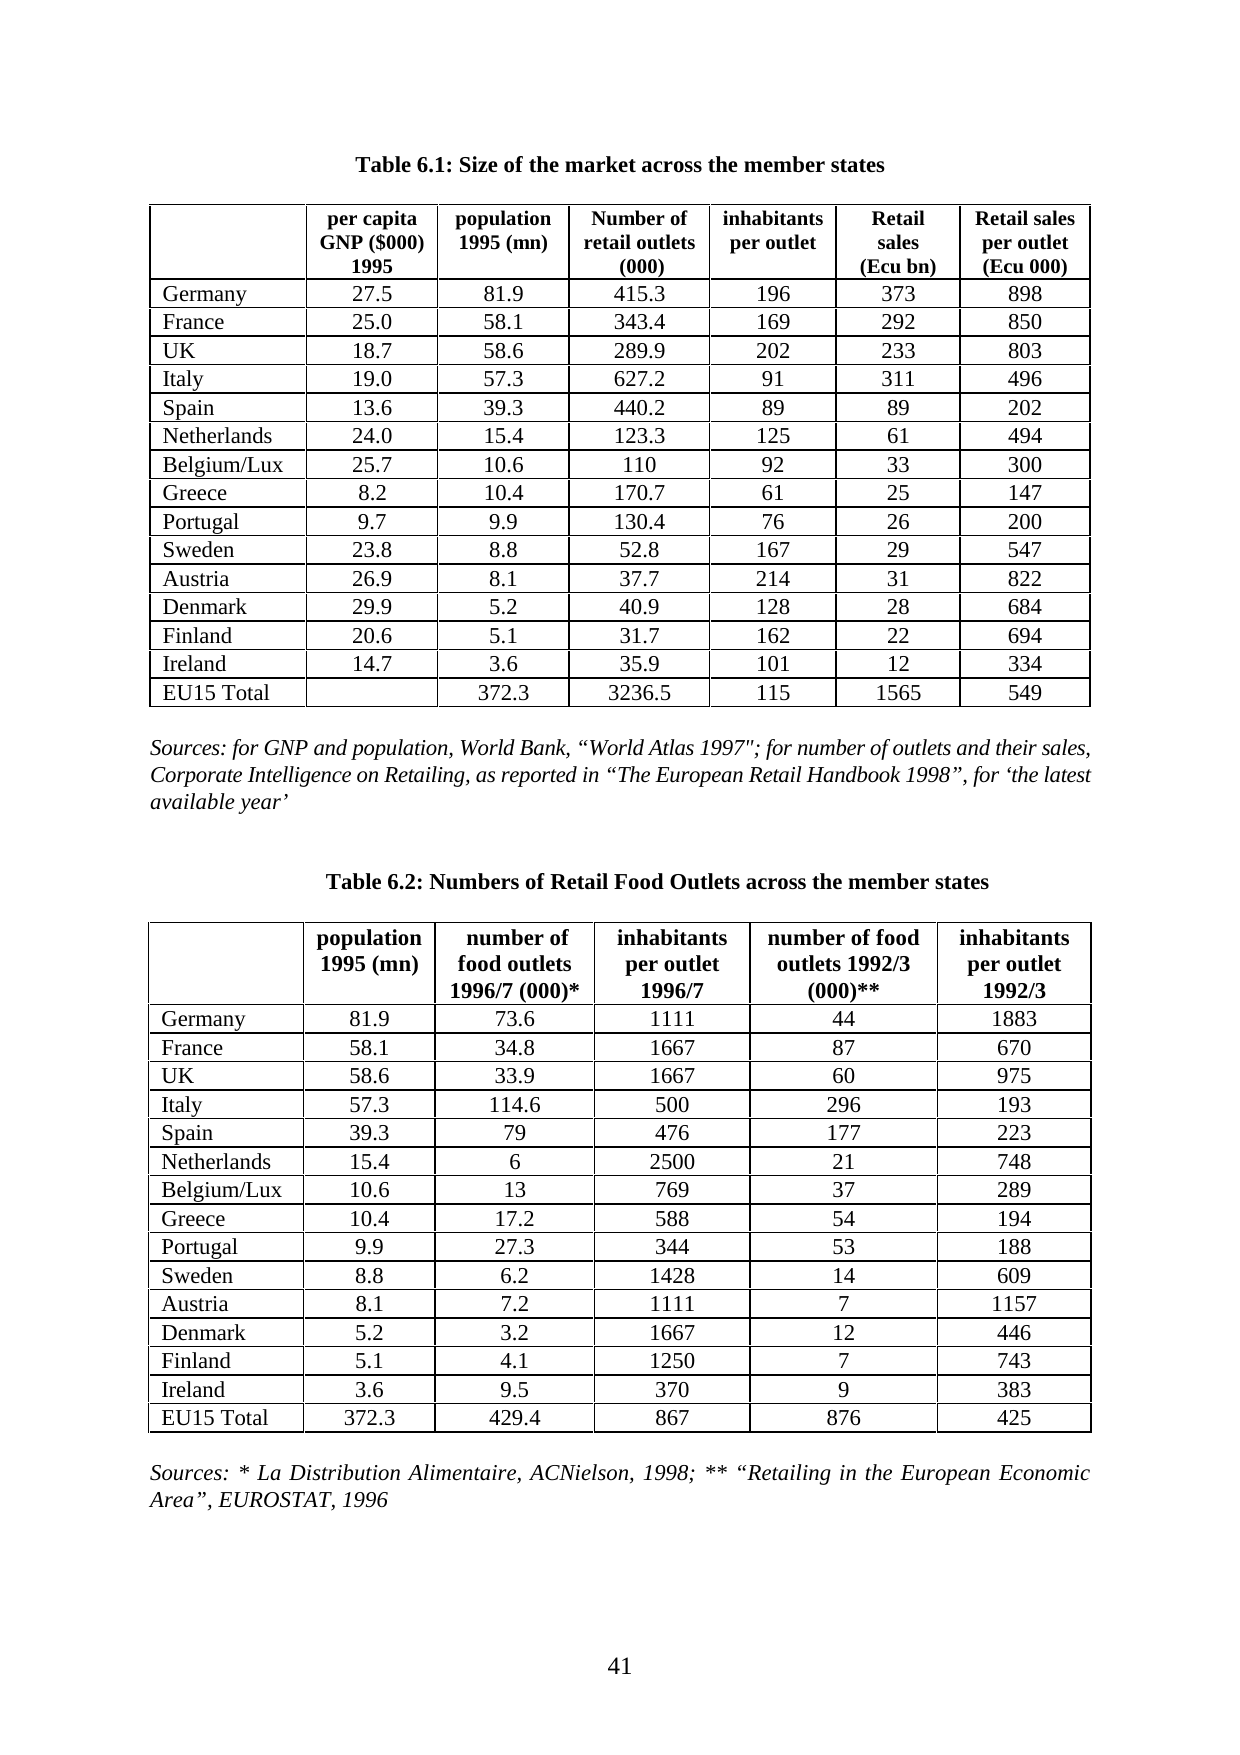 Table 6.1: Size of the market across the member states
per capita GNP ($000) 1995 population 1995 (mn) Number of retail outlets (000) inhabitants per outlet Retail sales (Ecu bn) Retail sales per outlet (Ecu 000)
Germany 27.5 81.9 415.3 196 373 898
France 25.0 58.1 343.4 169 292 850
UK 18.7 58.6 289.9 202 233 803
Italy 19.0 57.3 627.2 91 311 496
Spain 13.6 39.3 440.2 89 89 202
Netherlands 24.0 15.4 123.3 125 61 494
Belgium/Lux 25.7 10.6 110 92 33 300
Greece 8.2 10.4 170.7 61 25 147
Portugal 9.7 9.9 130.4 76 26 200
Sweden 23.8 8.8 52.8 167 29 547
Austria 26.9 8.1 37.7 214 31 822
Denmark 29.9 5.2 40.9 128 28 684
Finland 20.6 5.1 31.7 162 22 694
Ireland 14.7 3.6 35.9 101 12 334
EU15 Total 372.3 3236.5 115 1565 549
Sources: for GNP and population, World Bank, “World Atlas 1997"; for number of outlets and their sales,
Corporate Intelligence on Retailing, as reported in “The European Retail Handbook 1998”, for ‘the latest
available year’
Table 6.2: Numbers of Retail Food Outlets across the member states
population 1995 (mn) number of food outlets 1996/7 (000)* inhabitants per outlet 1996/7 number of food outlets 1992/3 (000)** inhabitants per outlet 1992/3
Germany 81.9 73.6 1111 44 1883
France 58.1 34.8 1667 87 670
UK 58.6 33.9 1667 60 975
Italy 57.3 114.6 500 296 193
Spain 39.3 79 476 177 223
Netherlands 15.4 6 2500 21 748
Belgium/Lux 10.6 13 769 37 289
Greece 10.4 17.2 588 54 194
Portugal 9.9 27.3 344 53 188
Sweden 8.8 6.2 1428 14 609
Austria 8.1 7.2 1111 7 1157
Denmark 5.2 3.2 1667 12 446
Finland 5.1 4.1 1250 7 743
Ireland 3.6 9.5 370 9 383
EU15 Total 372.3 429.4 867 876 425
Sources: * La Distribution Alimentaire, ACNielson, 1998; ** “Retailing in the European Economic
Area”, EUROSTAT, 1996
41